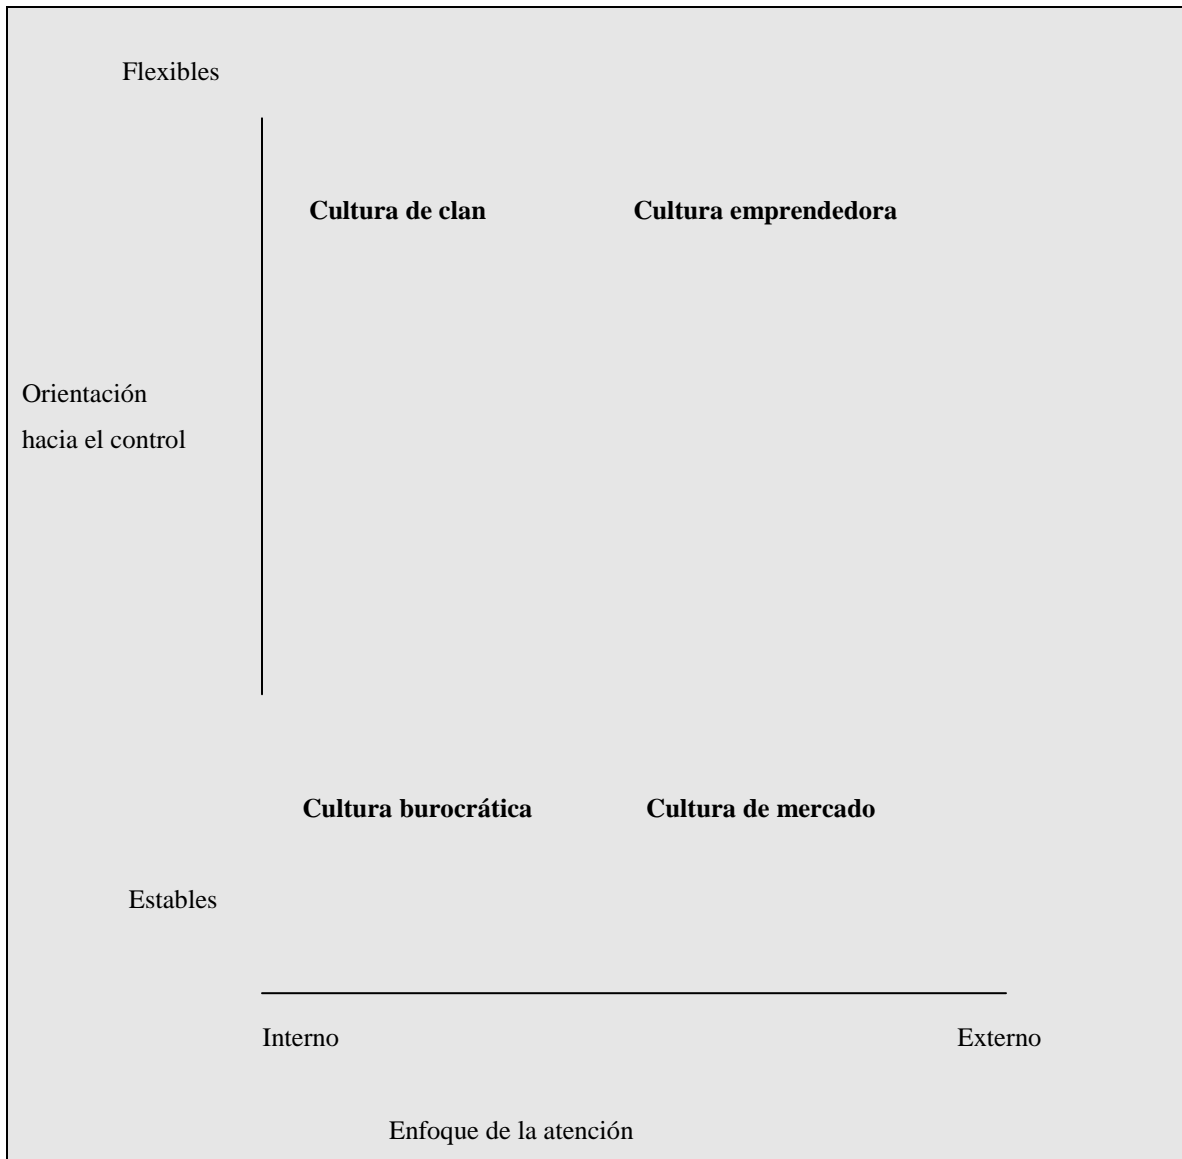 Flexibles
Cultura de clan
Cultura emprendedora
Orientación
hacia el control
Cultura burocrática
Cultura de mercado
Estables
Interno
Externo
Enfoque de la atención